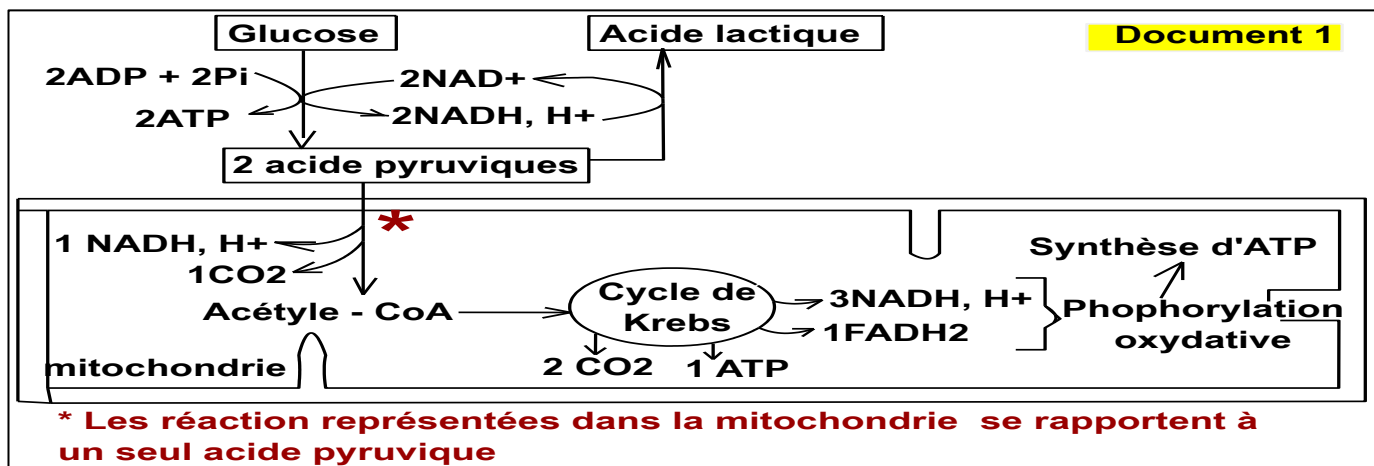 Glucose
Acide lactique
Document 1
2ADP + 2Pi
2NAD+
2ATP
2NADH, H+
2 acide pyruviques
*
1 NADH, H+
1CO2
Acétyle - CoA
Cycle de
Krebs
3NADH, H+
1FADH2
2 CO2
1 ATP
Synthèse d'ATP
Phophorylation
oxydative
mitochondrie
* Les réaction représentées dans la mitochondrie se rapportent à
un seul acide pyruvique